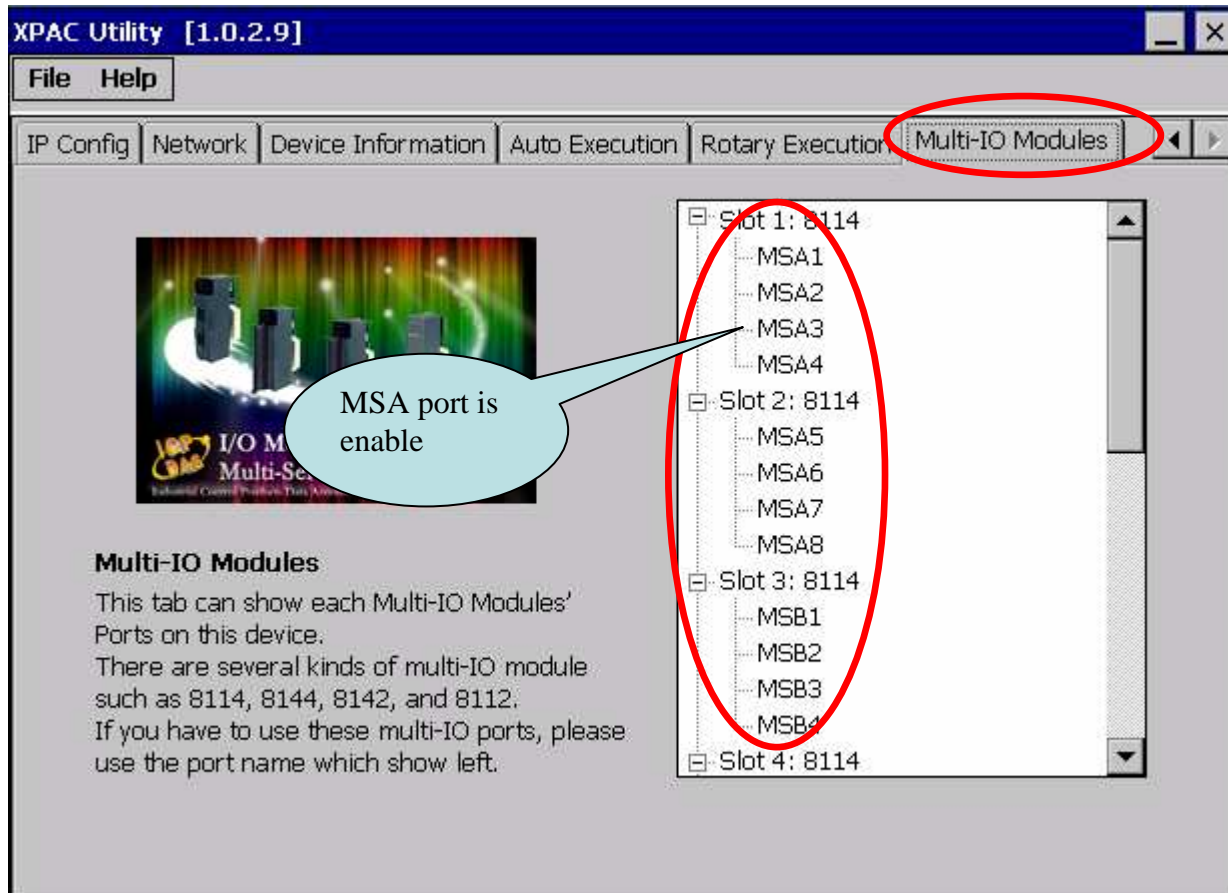 XPAC Utility [1.0.2.9]
File Help
IP Config Network Device Information Auto Execution Rotary Execution Multi-IO Modules
Slot 1: 8114
MSA1
MSA2
MSA3
MSA4
Slot 2: 8114
MSA5
MSA6
MSA7
MSA8
Slot 3: 8114
MSB1
MSB2
MSB3
MSB4
Slot 4: 8114
MSA port is
enable
I/O M
Multi-Se
Multi-IO Modules
This tab can show each Multi-IO Modules'
Ports on this device.
There are several kinds of multi-IO module
such as 8114, 8144, 8142, and 8112.
If you have to use these multi-IO ports, please
use the port name which show left.